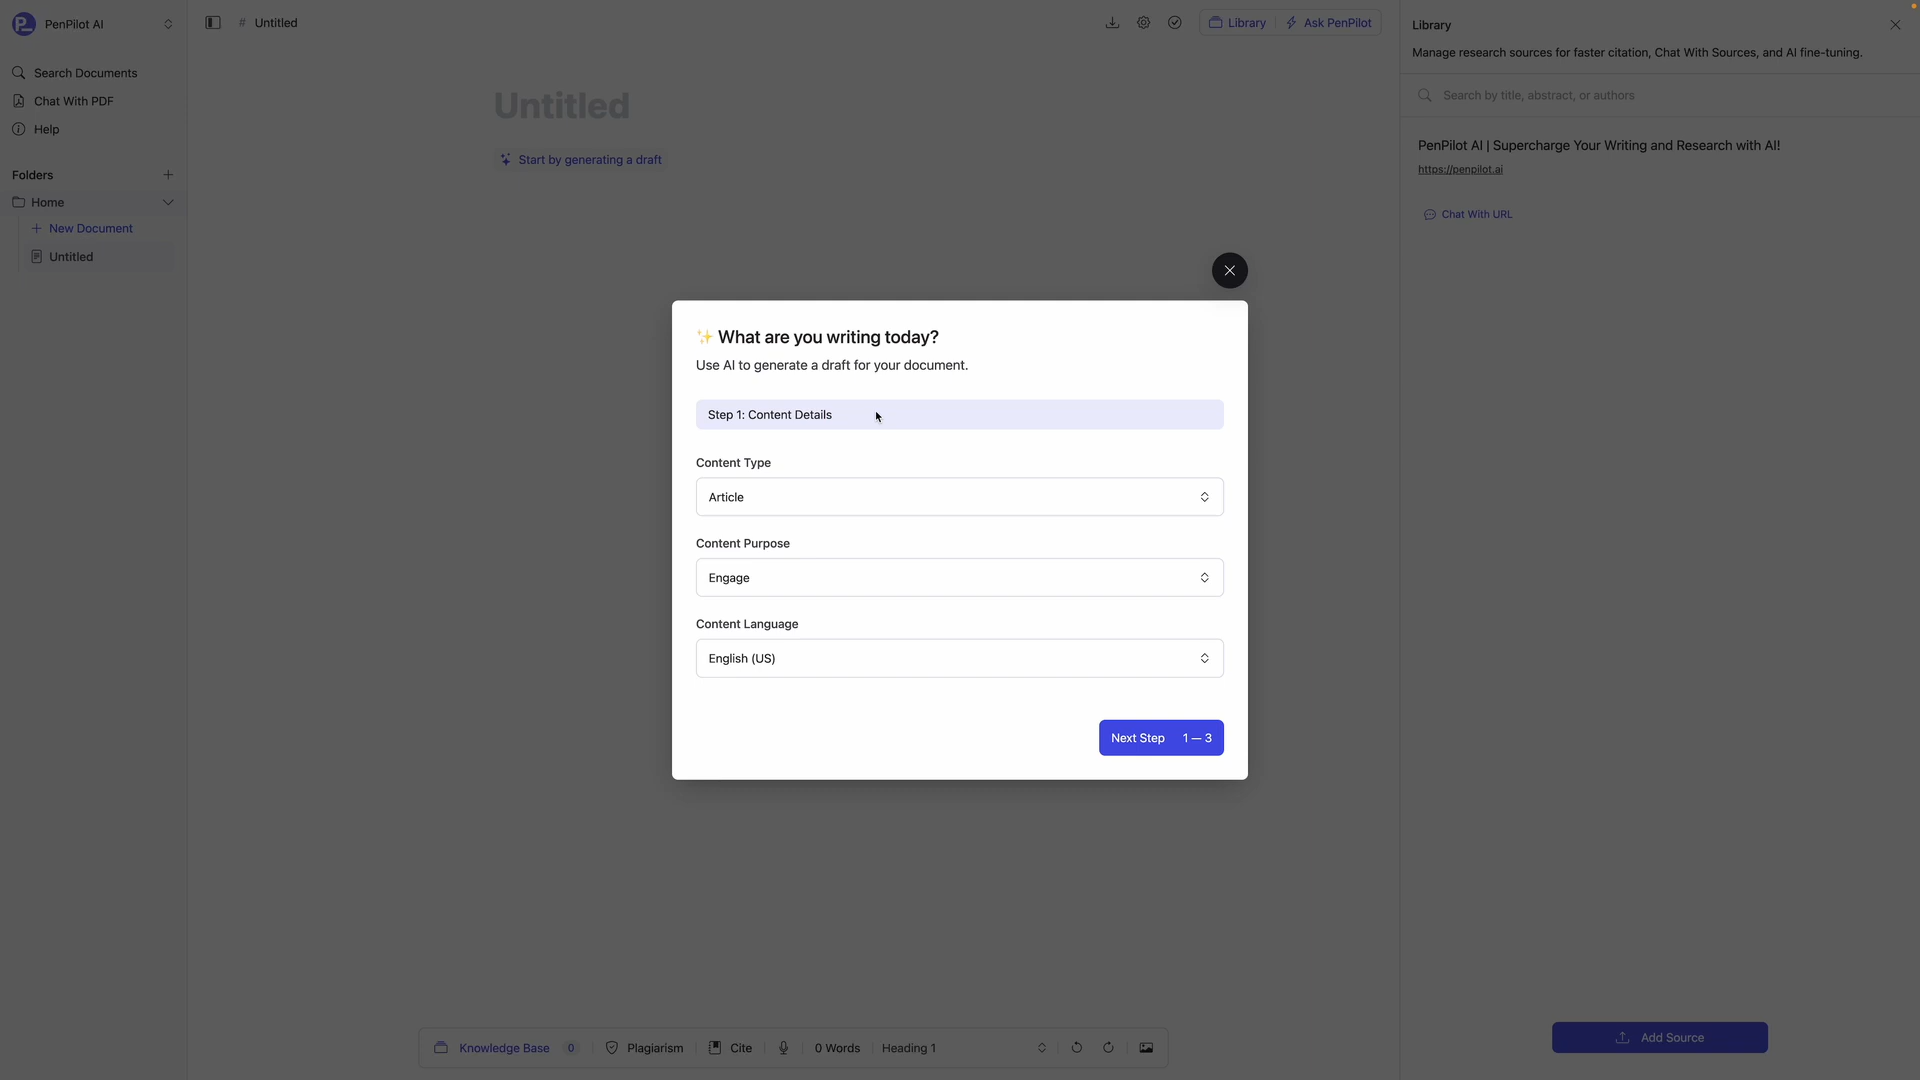 PenPilot AI
Search Documents
Chat With PDF
Help
Folders
Home
New Document
Untitled
# Untitled
Library
Ask PenPilot
Untitled
Start by generating a draft
✨ What are you writing today?
Use AI to generate a draft for your document.
Step 1: Content Details
Content Type
Article
Content Purpose
Engage
Content Language
English (US)
Next Step 1 — 3
Knowledge Base 0
Plagiarism
Cite
0 Words
Heading 1
Library
Manage research sources for faster citation, Chat With Sources, and AI fine-tuning.
Search by title, abstract, or authors
PenPilot AI | Supercharge Your Writing and Research with AI!
https://penpilot.ai
Chat With URL
Add Source